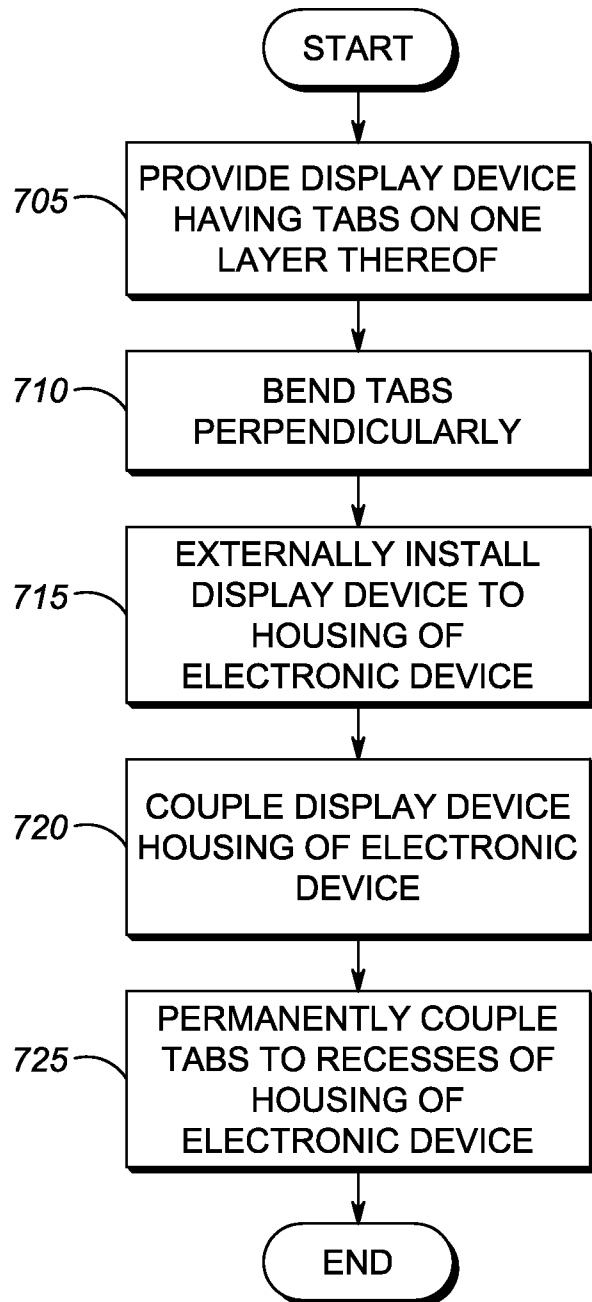 START
705
PROVIDE DISPLAY DEVICE
HAVING TABS ON ONE
LAYER THEREOF
710
BEND TABS
PERPENDICULARLY
715
EXTERNALLY INSTALL
DISPLAY DEVICE TO
HOUSING OF
ELECTRONIC DEVICE
720
COUPLE DISPLAY DEVICE
HOUSING OF ELECTRONIC
DEVICE
725
PERMANENTLY COUPLE
TABS TO RECESSES OF
HOUSING OF
ELECTRONIC DEVICE
END